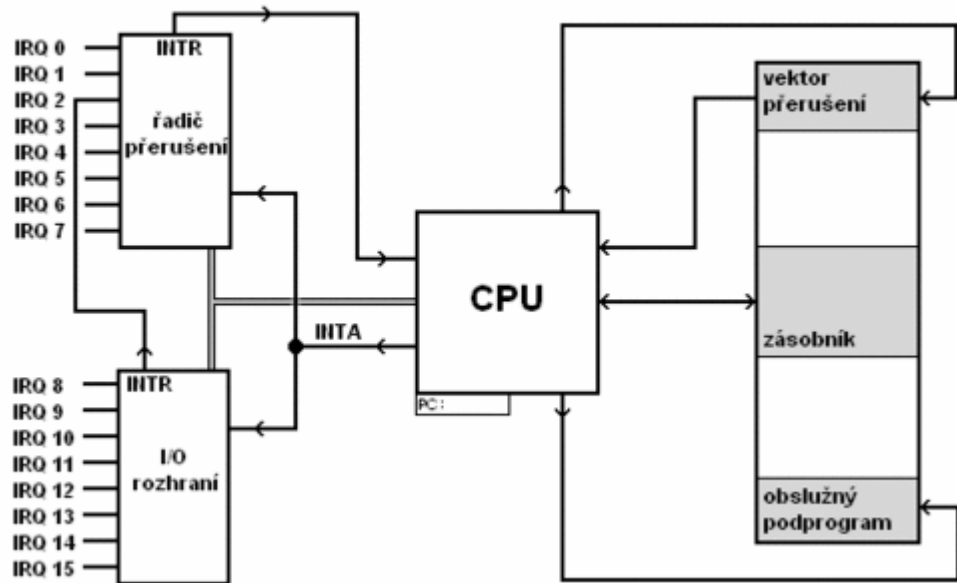 IRQ 0
IRQ 1
IRQ 2
IRQ 3
IRQ 4
IRQ 5
IRQ 6
IRQ 7
INTR
řadič
přerušení
IRQ 8
IRQ 9
IRQ 10
IRQ 11
IRQ 12
IRQ 13
IRQ 14
IRQ 15
INTR
I/O
rozhraní
INTA
CPU
PC:
vektor
přerušení
zásobník
obslužný
podprogram